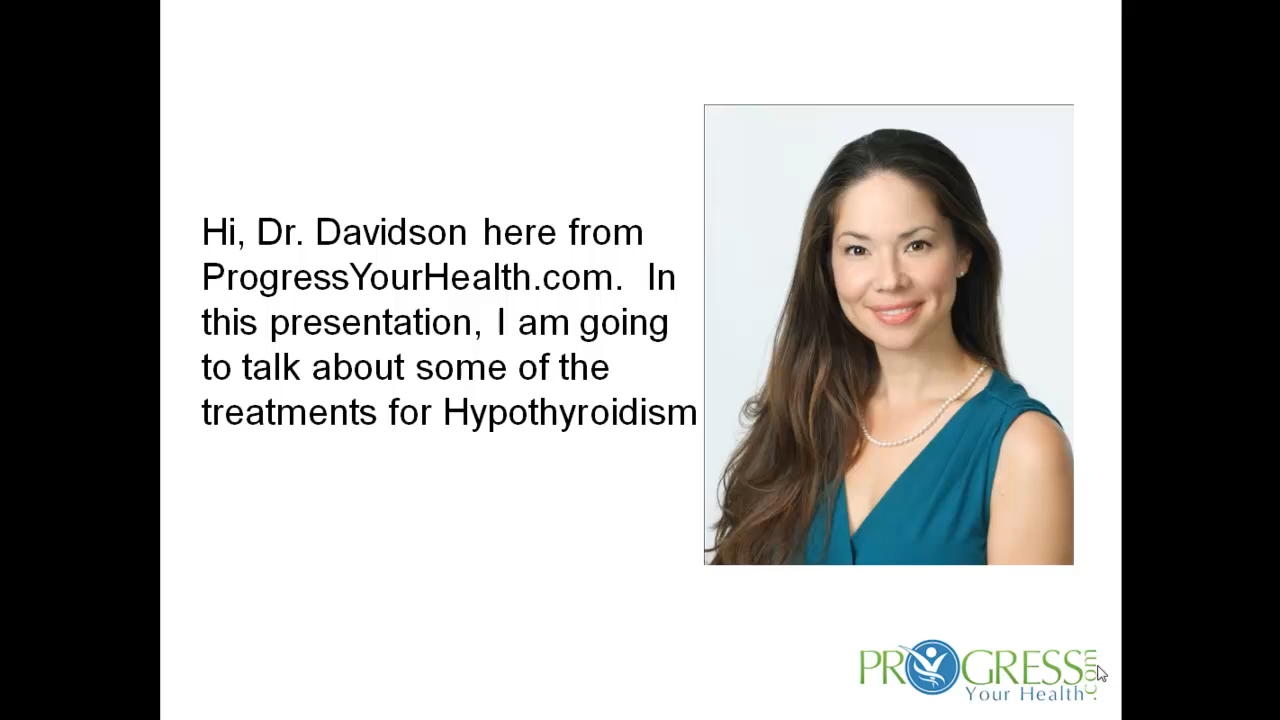 Hi, Dr. Davidson here from
ProgressYourHealth.com.  In
this presentation, I am going
to talk about some of the
treatments for Hypothyroidism
PROGRESS.com
Your Health